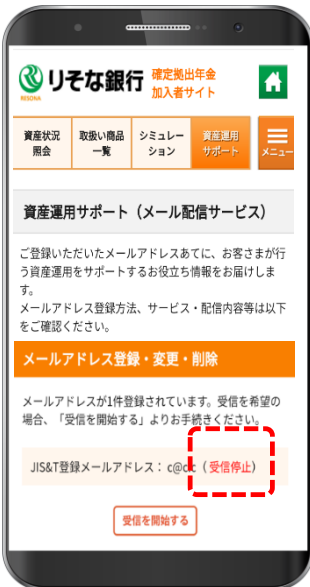 りそな銀行
RESONA
確定拠出年金
加入者サイト
資産状況
照会
取扱い商品
一覧
シミュレー
ション
資産運用
サポート
メニュー
資産運用サポート（メール配信サービス）
ご登録いただいたメールアドレスあてに、お客さまが行
う資産運用をサポートするお役立ち情報をお届けしま
す。
メールアドレス登録方法、サービス・配信内容等は以下
をご確認ください。
メールアドレス登録・変更・削除
メールアドレスが1件登録されています。受信を希望の
場合、「受信を開始する」よりお手続きください。
JIS&T登録メールアドレス：（受信停止）
受信を開始する